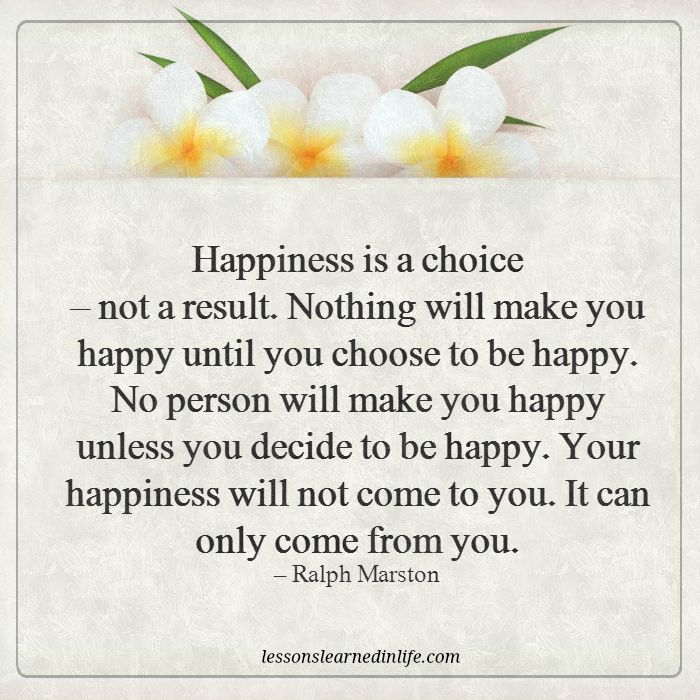 Happiness is a choice
– not a result. Nothing will make you
happy until you choose to be happy.
No person will make you happy
unless you decide to be happy. Your
happiness will not come to you. It can
only come from you.
– Ralph Marston
lessonslearnedinlife.com